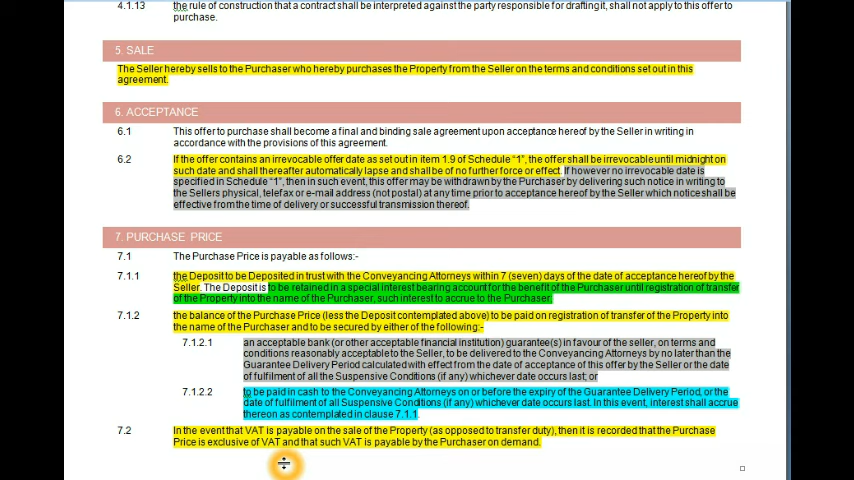 4.1.13 the rule of construction that a contract shall be interpreted against the party responsible for drafting it, shall not apply to this offer to
purchase.
5. SALE
The Seller hereby sells to the Purchaser who hereby purchases the Property from the Seller on the terms and conditions set out in this
agreement.
6. ACCEPTANCE
6.1 This offer to purchase shall become a final and binding sale agreement upon acceptance hereof by the Seller in writing in
accordance with the provisions of this agreement.
6.2 If the offer contains an irrevocable offer date as set out in item 1.9 of Schedule “1”, the offer shall be irrevocable until midnight on
such date and shall thereafter automatically lapse and shall be of no further force or effect. If however no irrevocable date is
specified in Schedule “1”, then in such event, this offer may be withdrawn by the Purchaser by delivering such notice in writing to
the Sellers physical, telefax or e-mail address (not postal) at any time prior to acceptance hereof by the Seller which notice shall be
effective from the time of delivery or successful transmission thereof.
7. PURCHASE PRICE
7.1 The Purchase Price is payable as follows:-
7.1.1 the Deposit to be Deposited in trust with the Conveyancing Attorneys within 7 (seven) days of the date of acceptance hereof by the
Seller. The Deposit is to be retained in a special interest bearing account for the benefit of the Purchaser until registration of transfer
of the Property into the name of the Purchaser, such interest to accrue to the Purchaser;
7.1.2 the balance of the Purchase Price (less the Deposit contemplated above) to be paid on registration of transfer of the Property into
the name of the Purchaser and to be secured by either of the following:-
7.1.2.1 an acceptable bank (or other acceptable financial institution) guarantee(s) in favour of the seller, on terms and
conditions reasonably acceptable to the Seller, to be delivered to the Conveyancing Attorneys by no later than the
Guarantee Delivery Period calculated with effect from the date of acceptance of this offer by the Seller or the date
of fulfilment of all the Suspensive Conditions (if any) whichever date occurs last; or
7.1.2.2 to be paid in cash to the Conveyancing Attorneys on or before the expiry of the Guarantee Delivery Period, or the
date of fulfilment of all Suspensive Conditions (if any) whichever date occurs last. In this event, interest shall accrue
thereon as contemplated in clause 7.1.1.
7.2 In the event that VAT is payable on the sale of the Property (as opposed to transfer duty), then it is recorded that the Purchase
Price is exclusive of VAT and that such VAT is payable by the Purchaser on demand.